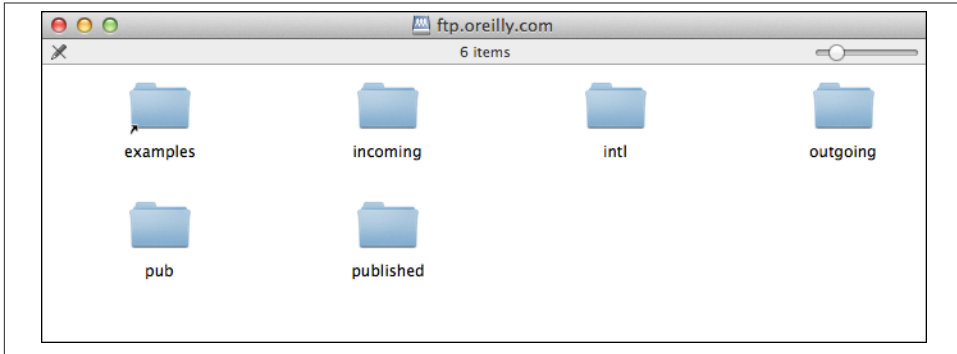 ftp.oreilly.com
6 items
examples incoming intl outgoing
pub published